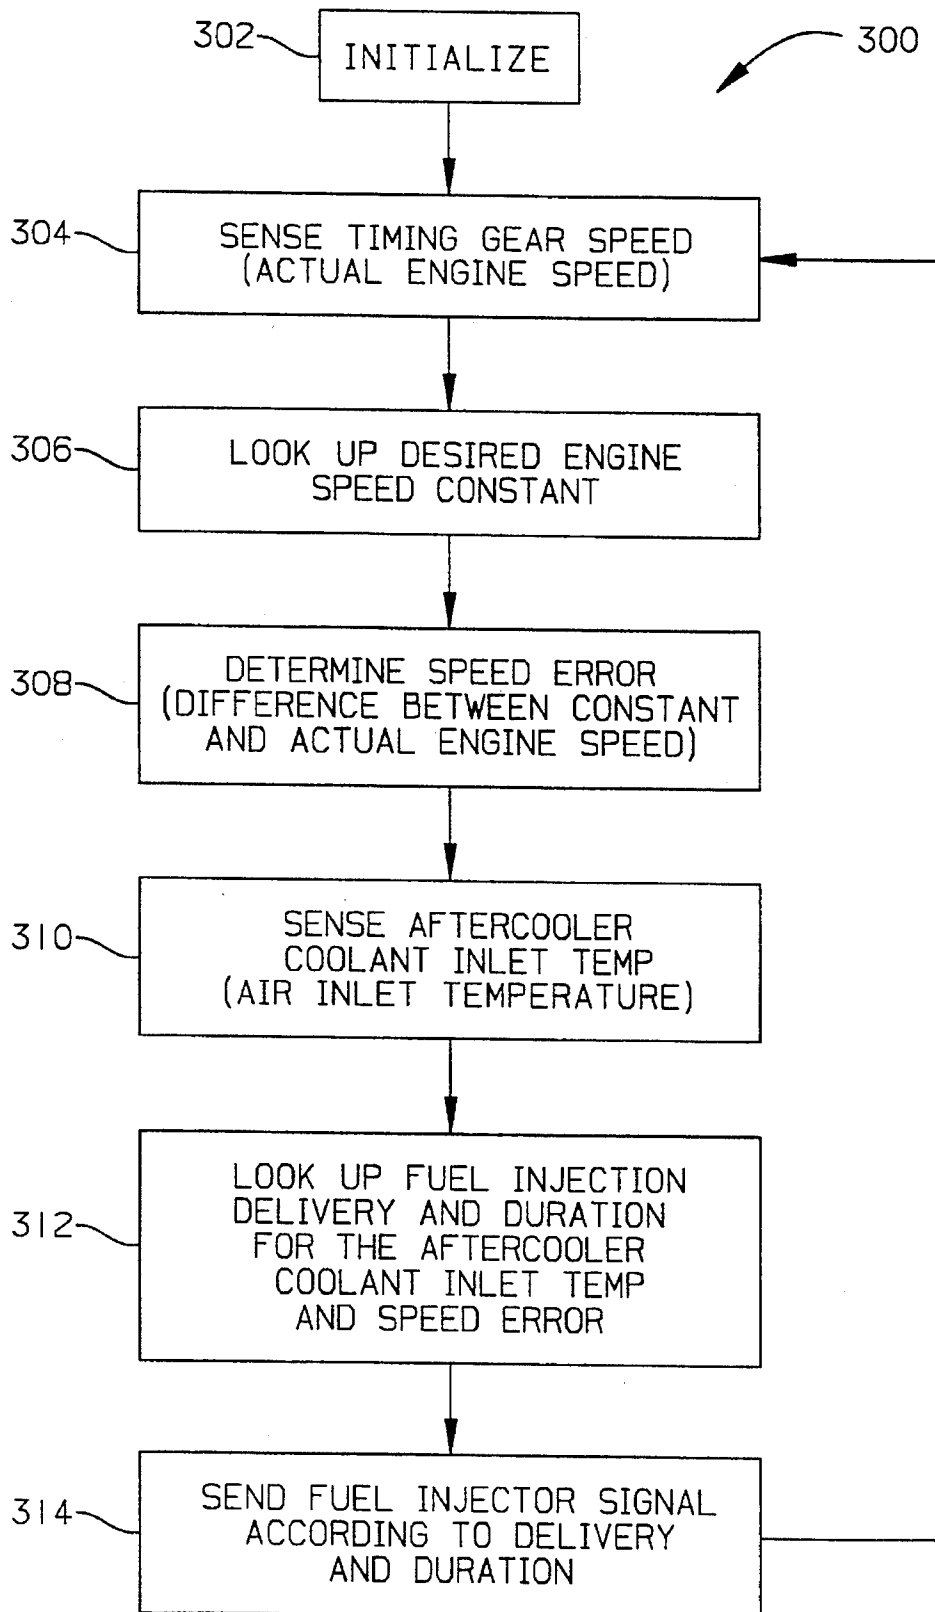 302
INITIALIZE
300
304
SENSE TIMING GEAR SPEED
(ACTUAL ENGINE SPEED)
306
LOOK UP DESIRED ENGINE
SPEED CONSTANT
308
DETERMINE SPEED ERROR
(DIFFERENCE BETWEEN CONSTANT
AND ACTUAL ENGINE SPEED)
310
SENSE AFTERCOOLER
COOLANT INLET TEMP
(AIR INLET TEMPERATURE)
312
LOOK UP FUEL INJECTION
DELIVERY AND DURATION
FOR THE AFTERCOOLER
COOLANT INLET TEMP
AND SPEED ERROR
314
SEND FUEL INJECTOR SIGNAL
ACCORDING TO DELIVERY
AND DURATION